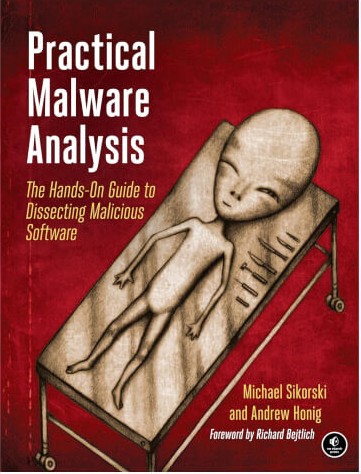 Practical
Malware
Analysis
The Hands-On Guide to
Dissecting Malicious
Software
Michael Sikorski
and Andrew Honig
Foreword by Richard Bejtlich